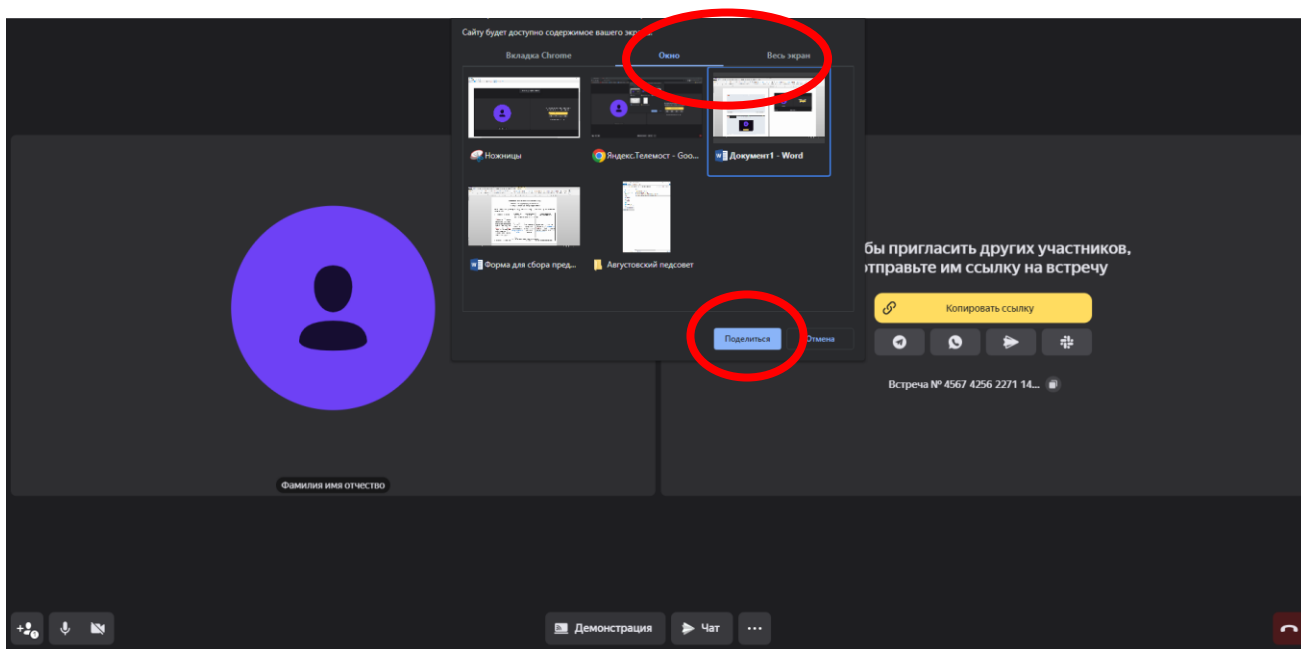 Сайту будет доступно содержимое вашего
Вкладка Chrome
Окно
Весь экран
Ножницы
Яндекс.Телемост - Goo...
Документ1 - Word
Форма для сбора пред...
Августовский педсовет
Поделиться
Отмена
бы пригласить других участников,
отправьте им ссылку на встречу
Копировать ссылку
Встреча № 4567 4256 2271 14...
Фамилия имя отчество
Демонстрация
Чат